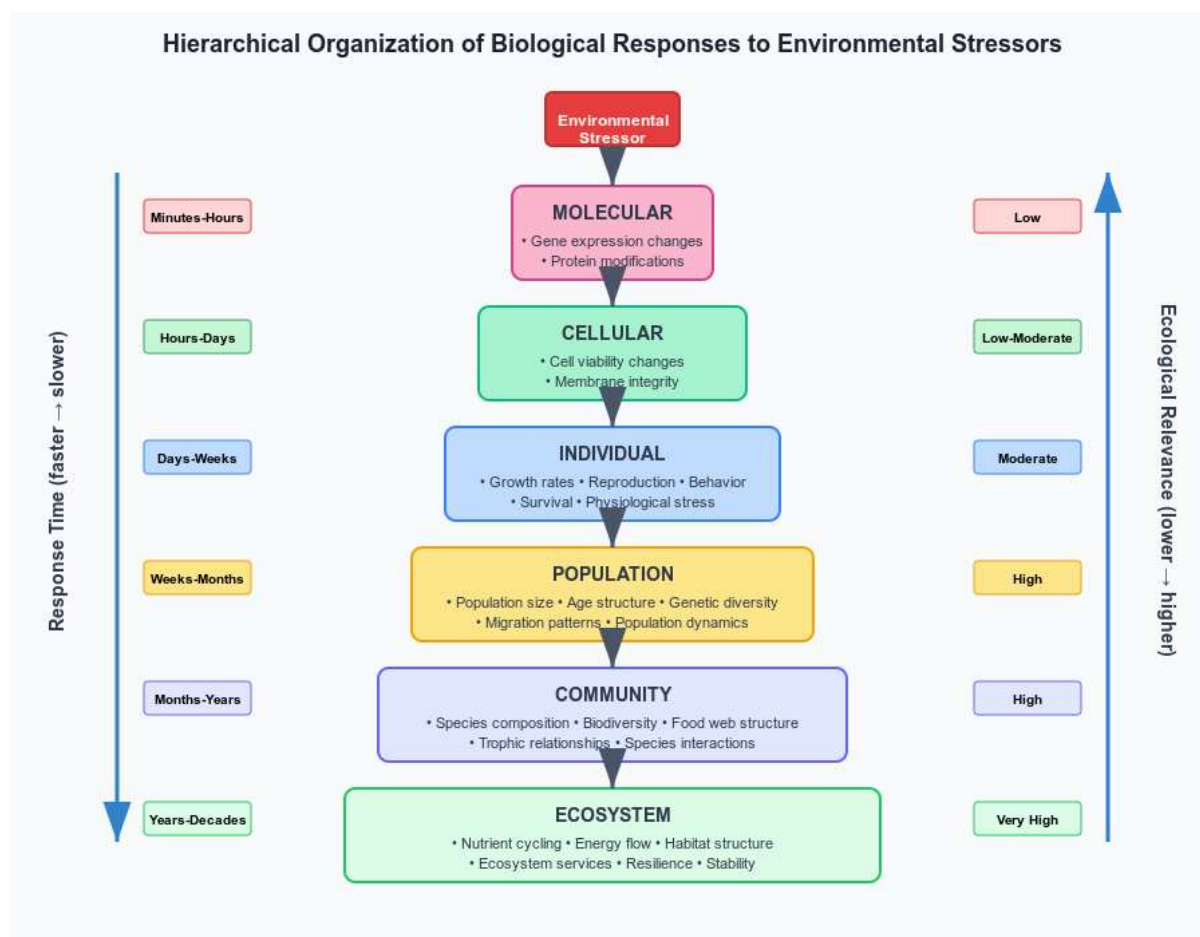 Hierarchical Organization of Biological Responses to Environmental Stressors
Environmental
Stressor
Minutes-Hours
MOLECULAR
• Gene expression changes
• Protein modifications
Low
Hours-Days
CELLULAR
• Cell viability changes
• Membrane integrity
Low-Moderate
Days-Weeks
INDIVIDUAL
• Growth rates • Reproduction • Behavior
• Survival • Physiological stress
Moderate
Weeks-Months
POPULATION
• Population size • Age structure • Genetic diversity
• Migration patterns • Population dynamics
High
Months-Years
COMMUNITY
• Species composition • Biodiversity • Food web structure
• Trophic relationships • Species interactions
High
Years-Decades
ECOSYSTEM
• Nutrient cycling • Energy flow • Habitat structure
• Ecosystem services • Resilience • Stability
Very High
Response Time (faster → slower)
Ecological Relevance (lower → higher)